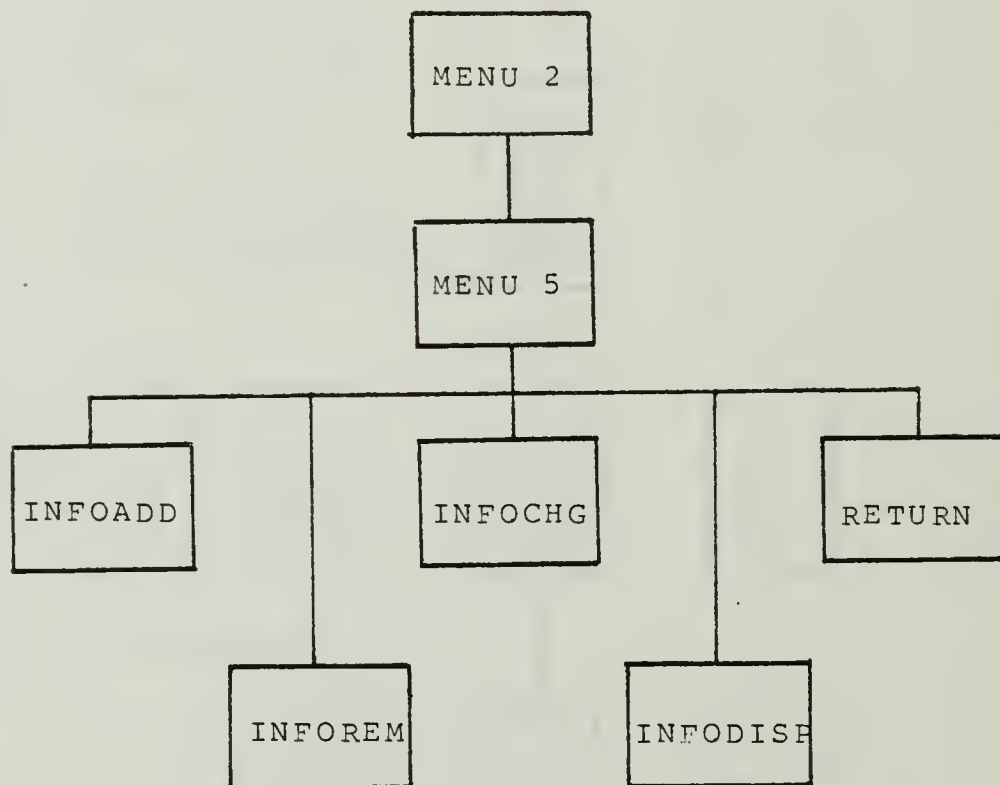 MENU 2
MENU 5
INFOADD
INFOCHG
RETURN
INFOREM
INFODISP